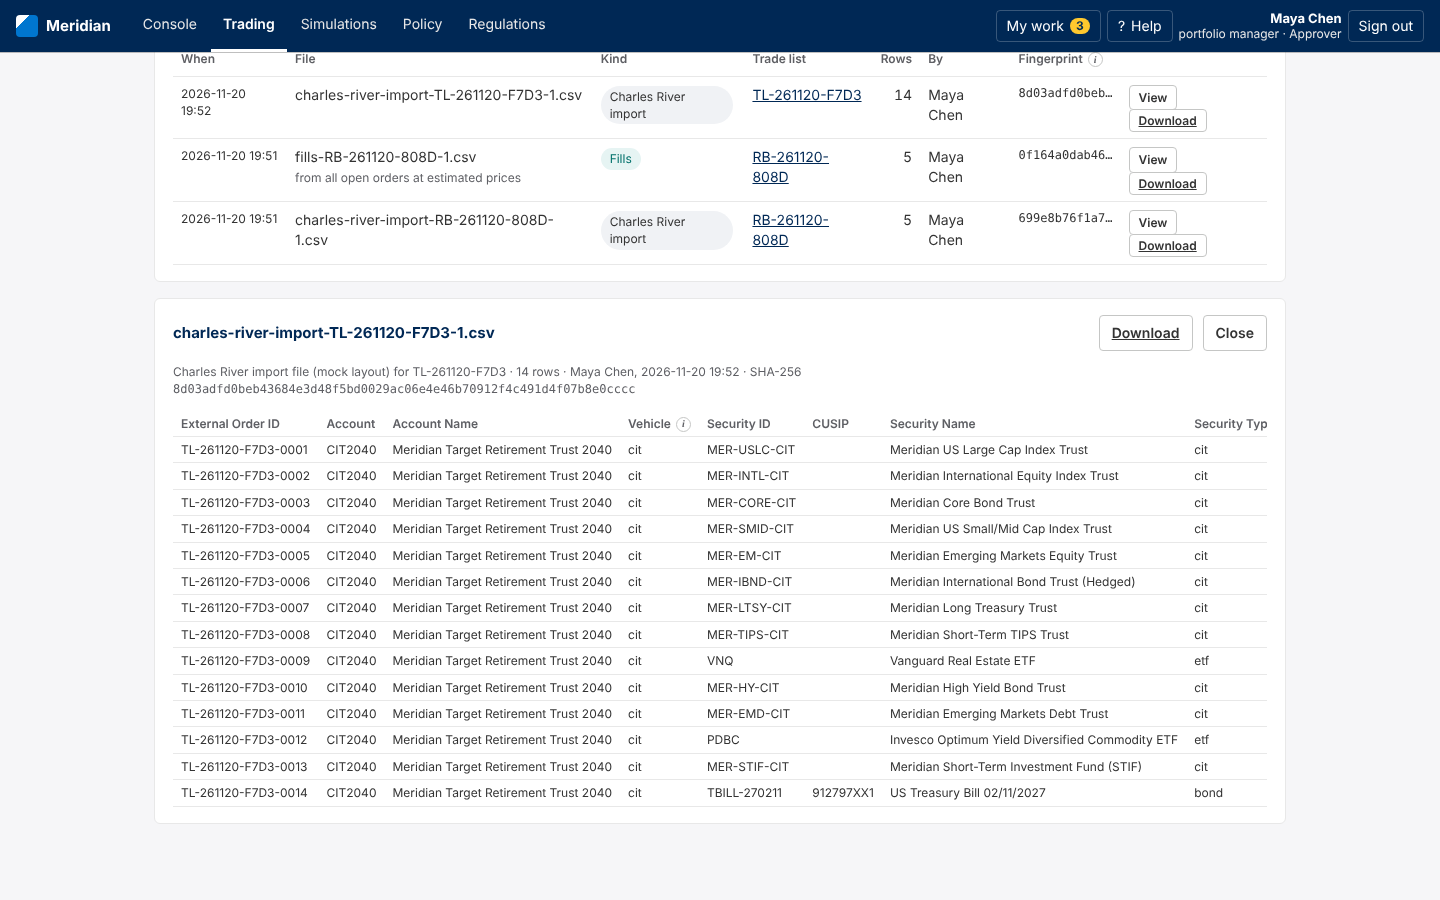 Meridian Console Trading Simulations Policy Regulations My work 3 ? Help Maya Chen Sign out
portfolio manager · Approver
When File Kind Trade list Rows By Fingerprint i
2026-11-20 19:52 charles-river-import-TL-261120-F7D3-1.csv Charles River import TL-261120-F7D3 14 Maya Chen 8d03adfd0beb… View Download
2026-11-20 19:51 fills-RB-261120-808D-1.csv Fills RB-261120-808D 5 Maya Chen 0f164a0dab46… View Download
from all open orders at estimated prices
2026-11-20 19:51 charles-river-import-RB-261120-808D-1.csv Charles River import RB-261120-808D 5 Maya Chen 699e8b76f1a7… View Download
charles-river-import-TL-261120-F7D3-1.csv Download Close
Charles River import file (mock layout) for TL-261120-F7D3 · 14 rows · Maya Chen, 2026-11-20 19:52 · SHA-256
8d03adfd0beb43684e3d48f5bd0029ac06e4e46b70912f4c491d4f07b8e0cccc
External Order ID Account Account Name Vehicle i Security ID CUSIP Security Name Security Typ
TL-261120-F7D3-0001 CIT2040 Meridian Target Retirement Trust 2040 cit MER-USLC-CIT Meridian US Large Cap Index Trust cit
TL-261120-F7D3-0002 CIT2040 Meridian Target Retirement Trust 2040 cit MER-INTL-CIT Meridian International Equity Index Trust cit
TL-261120-F7D3-0003 CIT2040 Meridian Target Retirement Trust 2040 cit MER-CORE-CIT Meridian Core Bond Trust cit
TL-261120-F7D3-0004 CIT2040 Meridian Target Retirement Trust 2040 cit MER-SMID-CIT Meridian US Small/Mid Cap Index Trust cit
TL-261120-F7D3-0005 CIT2040 Meridian Target Retirement Trust 2040 cit MER-EM-CIT Meridian Emerging Markets Equity Trust cit
TL-261120-F7D3-0006 CIT2040 Meridian Target Retirement Trust 2040 cit MER-IBND-CIT Meridian International Bond Trust (Hedged) cit
TL-261120-F7D3-0007 CIT2040 Meridian Target Retirement Trust 2040 cit MER-LTSY-CIT Meridian Long Treasury Trust cit
TL-261120-F7D3-0008 CIT2040 Meridian Target Retirement Trust 2040 cit MER-TIPS-CIT Meridian Short-Term TIPS Trust cit
TL-261120-F7D3-0009 CIT2040 Meridian Target Retirement Trust 2040 cit VNQ Vanguard Real Estate ETF etf
TL-261120-F7D3-0010 CIT2040 Meridian Target Retirement Trust 2040 cit MER-HY-CIT Meridian High Yield Bond Trust cit
TL-261120-F7D3-0011 CIT2040 Meridian Target Retirement Trust 2040 cit MER-EMD-CIT Meridian Emerging Markets Debt Trust cit
TL-261120-F7D3-0012 CIT2040 Meridian Target Retirement Trust 2040 cit PDBC Invesco Optimum Yield Diversified Commodity ETF etf
TL-261120-F7D3-0013 CIT2040 Meridian Target Retirement Trust 2040 cit MER-STIF-CIT Meridian Short-Term Investment Fund (STIF) cit
TL-261120-F7D3-0014 CIT2040 Meridian Target Retirement Trust 2040 cit TBILL-270211 912797XX1 US Treasury Bill 02/11/2027 bond